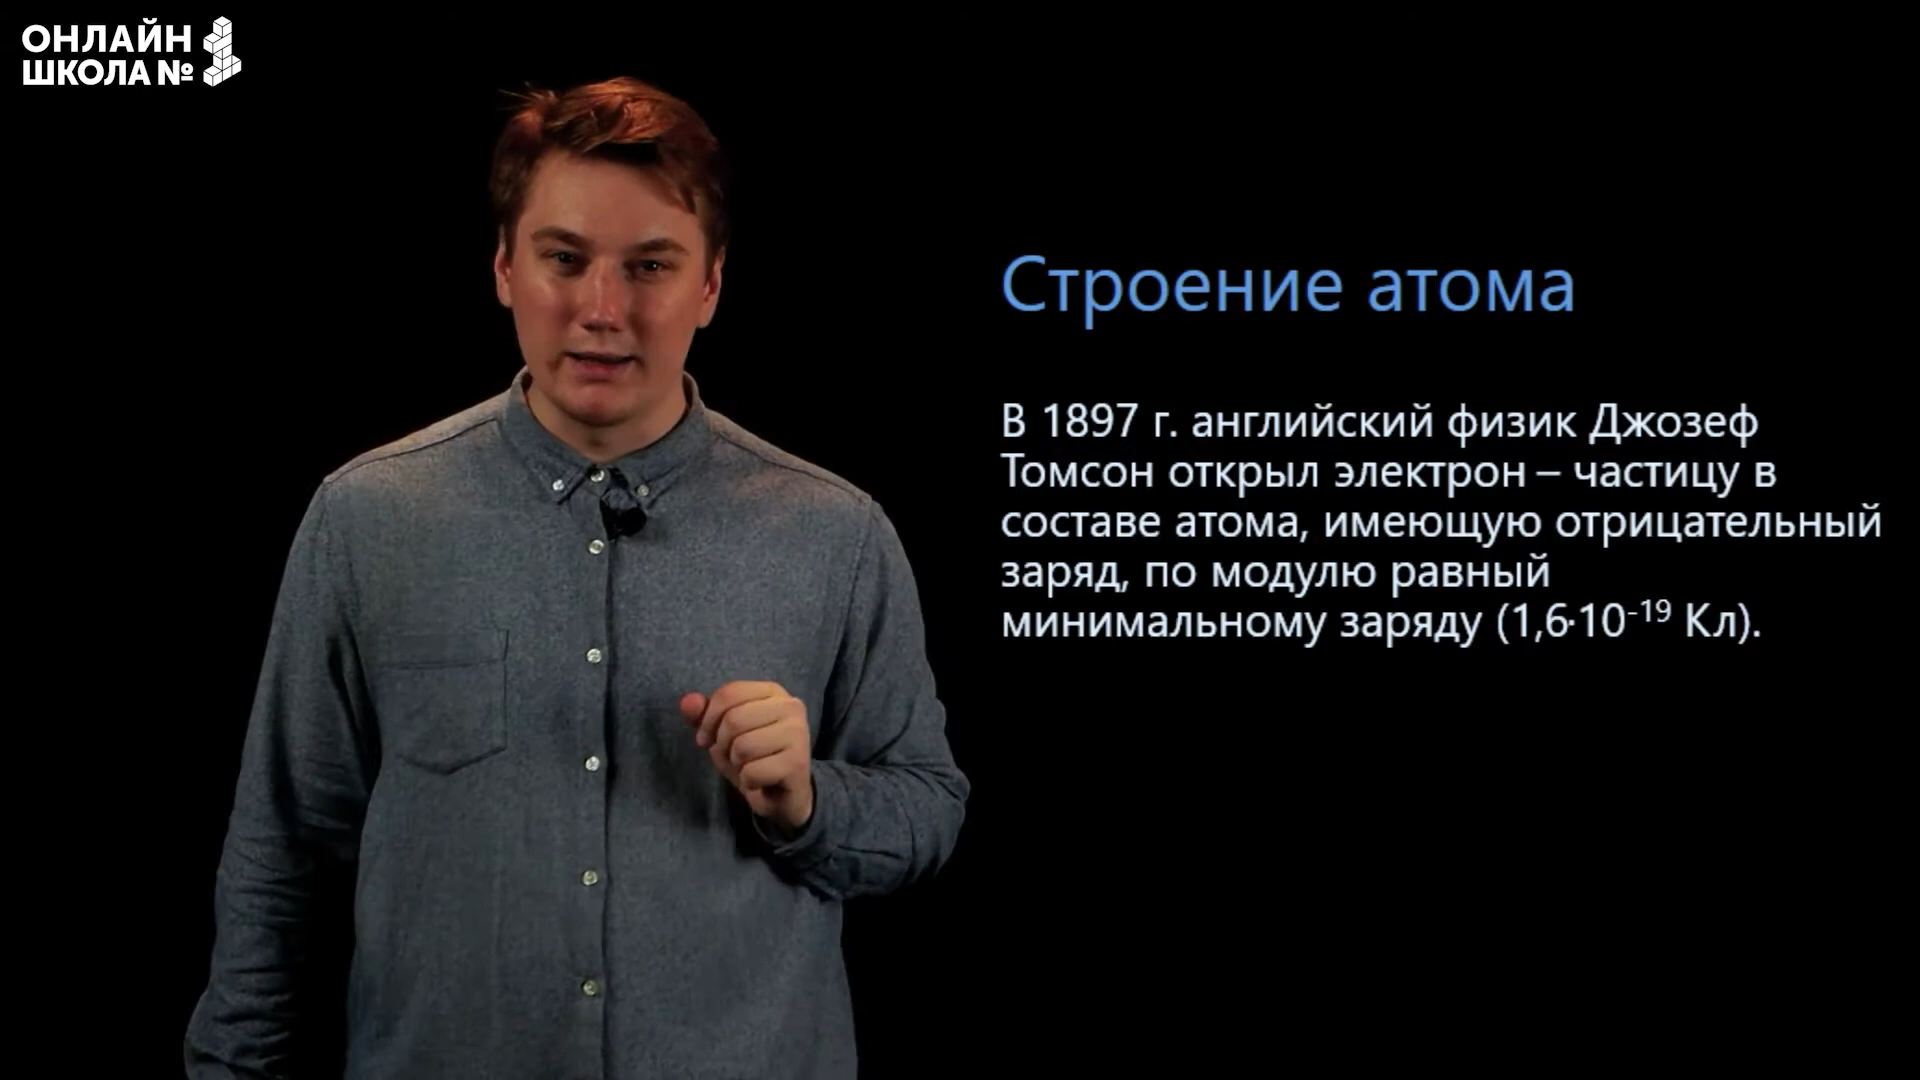 ОНЛАЙН
ШКОЛА №
Строение атома
В 1897 г. английский физик Джозеф
Томсон открыл электрон – частицу в
составе атома, имеющую отрицательный
заряд, по модулю равный
минимальному заряду (1,6·10⁻¹⁹ Кл).